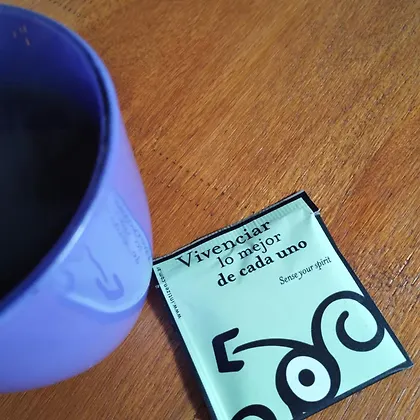 Vivenciar
lo mejor
de cada uno
Sense your spirit